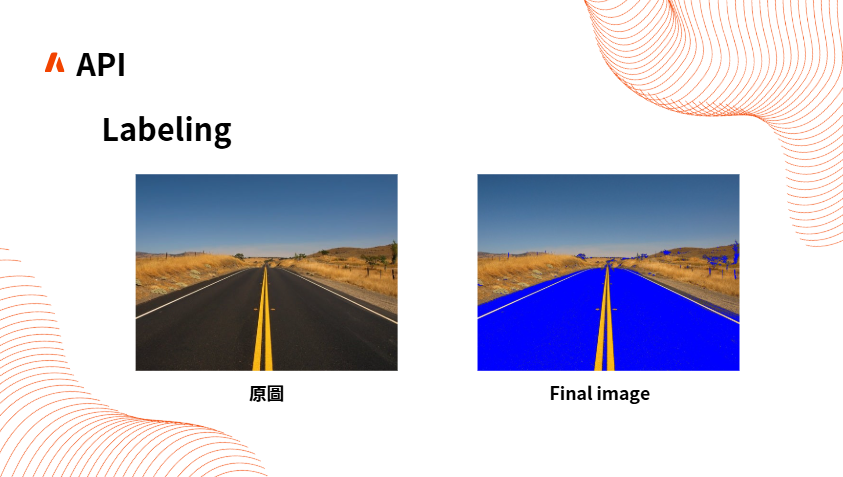 API
Labeling
原圖
Final image